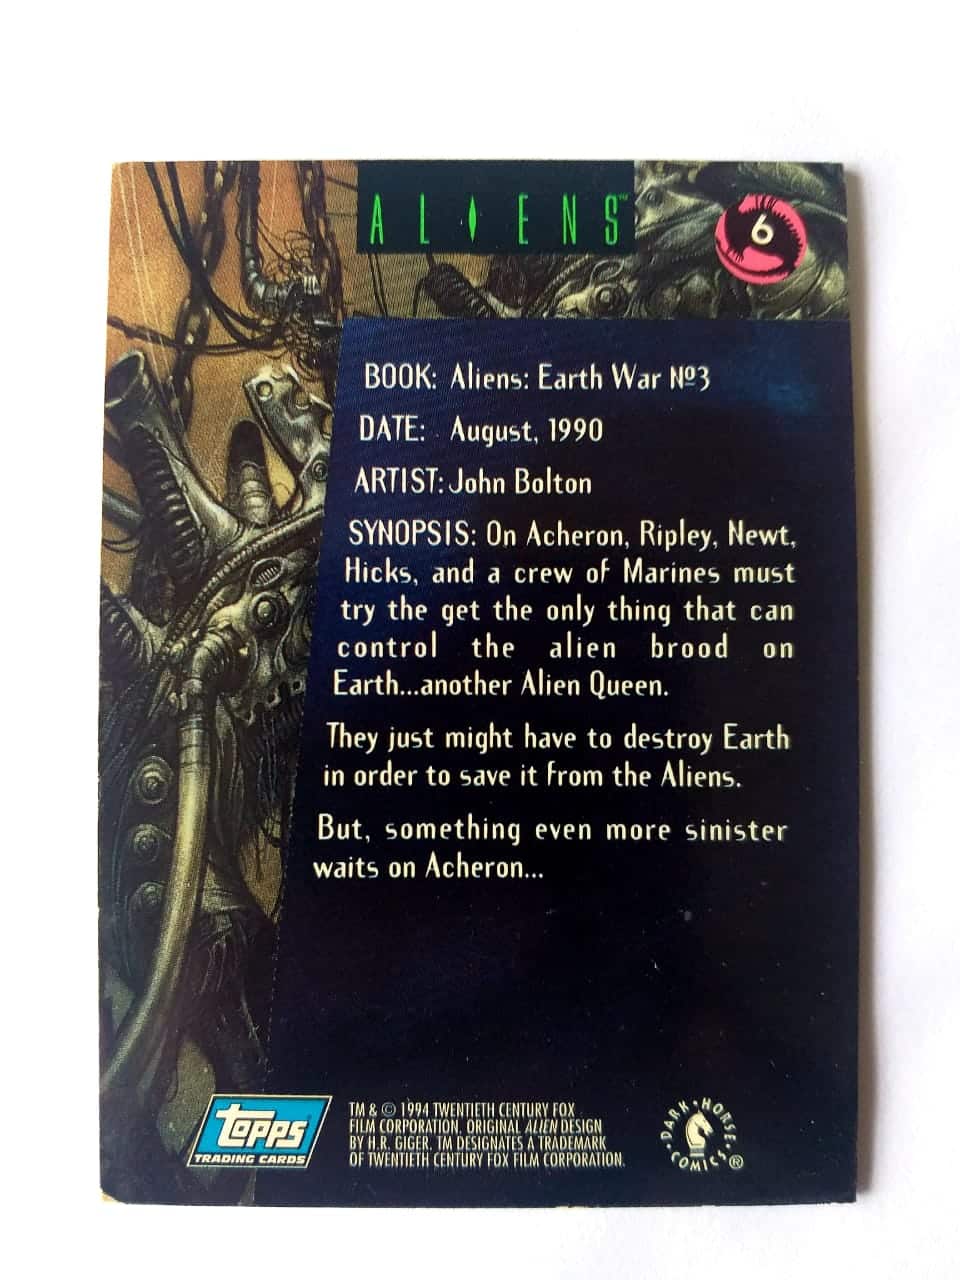 ALIENS™
6
BOOK: Aliens: Earth War Nº3
DATE: August, 1990
ARTIST: John Bolton
SYNOPSIS: On Acheron, Ripley, Newt,
Hicks, and a crew of Marines must
try the get the only thing that can
control the alien brood on
Earth...another Alien Queen.
They just might have to destroy Earth
in order to save it from the Aliens.
But, something even more sinister
waits on Acheron...
Topps
TRADING CARDS
TM & © 1994 TWENTIETH CENTURY FOX
FILM CORPORATION. ORIGINAL ALIEN DESIGN
BY H.R. GIGER. TM DESIGNATES A TRADEMARK
OF TWENTIETH CENTURY FOX FILM CORPORATION.
DARK HORSE COMICS®